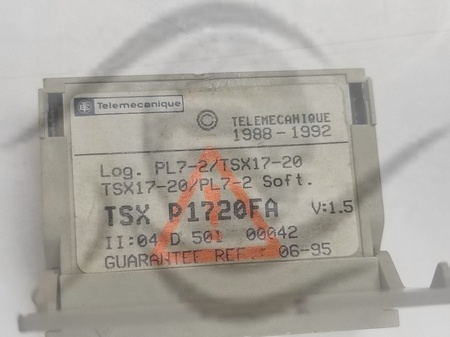 Telemecanique
© TELEMECANIQUE
1988-1992
Log. PL7-2/TSX17-20
TSX17-20/PL7-2 Soft.
TSX P1720FA V:1.5
II:04 D 501 00042
GUARANTEE REF.: 06-95